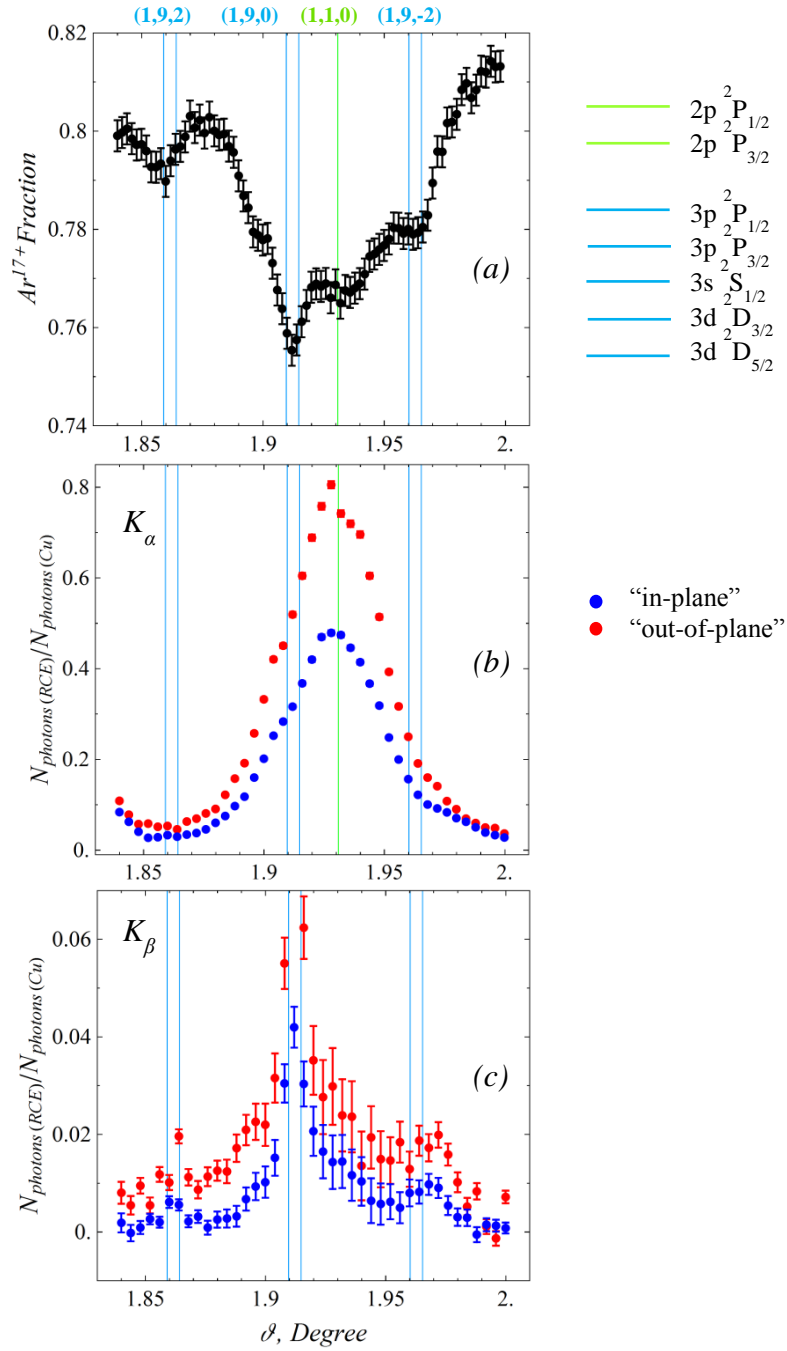 (1,9,2) (1,9,0) (1,1,0) (1,9,-2)
0.82
0.8
0.78
0.76
0.74
Ar¹⁷⁺ Fraction
(a)
1.85 1.9 1.95 2.
2p ²P₁/₂
2p ²P₃/₂
3p ²P₁/₂
3p ²P₃/₂
3s ²S₁/₂
3d ²D₃/₂
3d ²D₅/₂
0.8
0.6
0.4
0.2
0.
N photons (RCE)/N photons (Cu)
Kα
(b)
1.85 1.9 1.95 2.
“in-plane”
“out-of-plane”
0.06
0.04
0.02
0.
N photons (RCE)/N photons (Cu)
Kβ
(c)
1.85 1.9 1.95 2.
ϑ, Degree